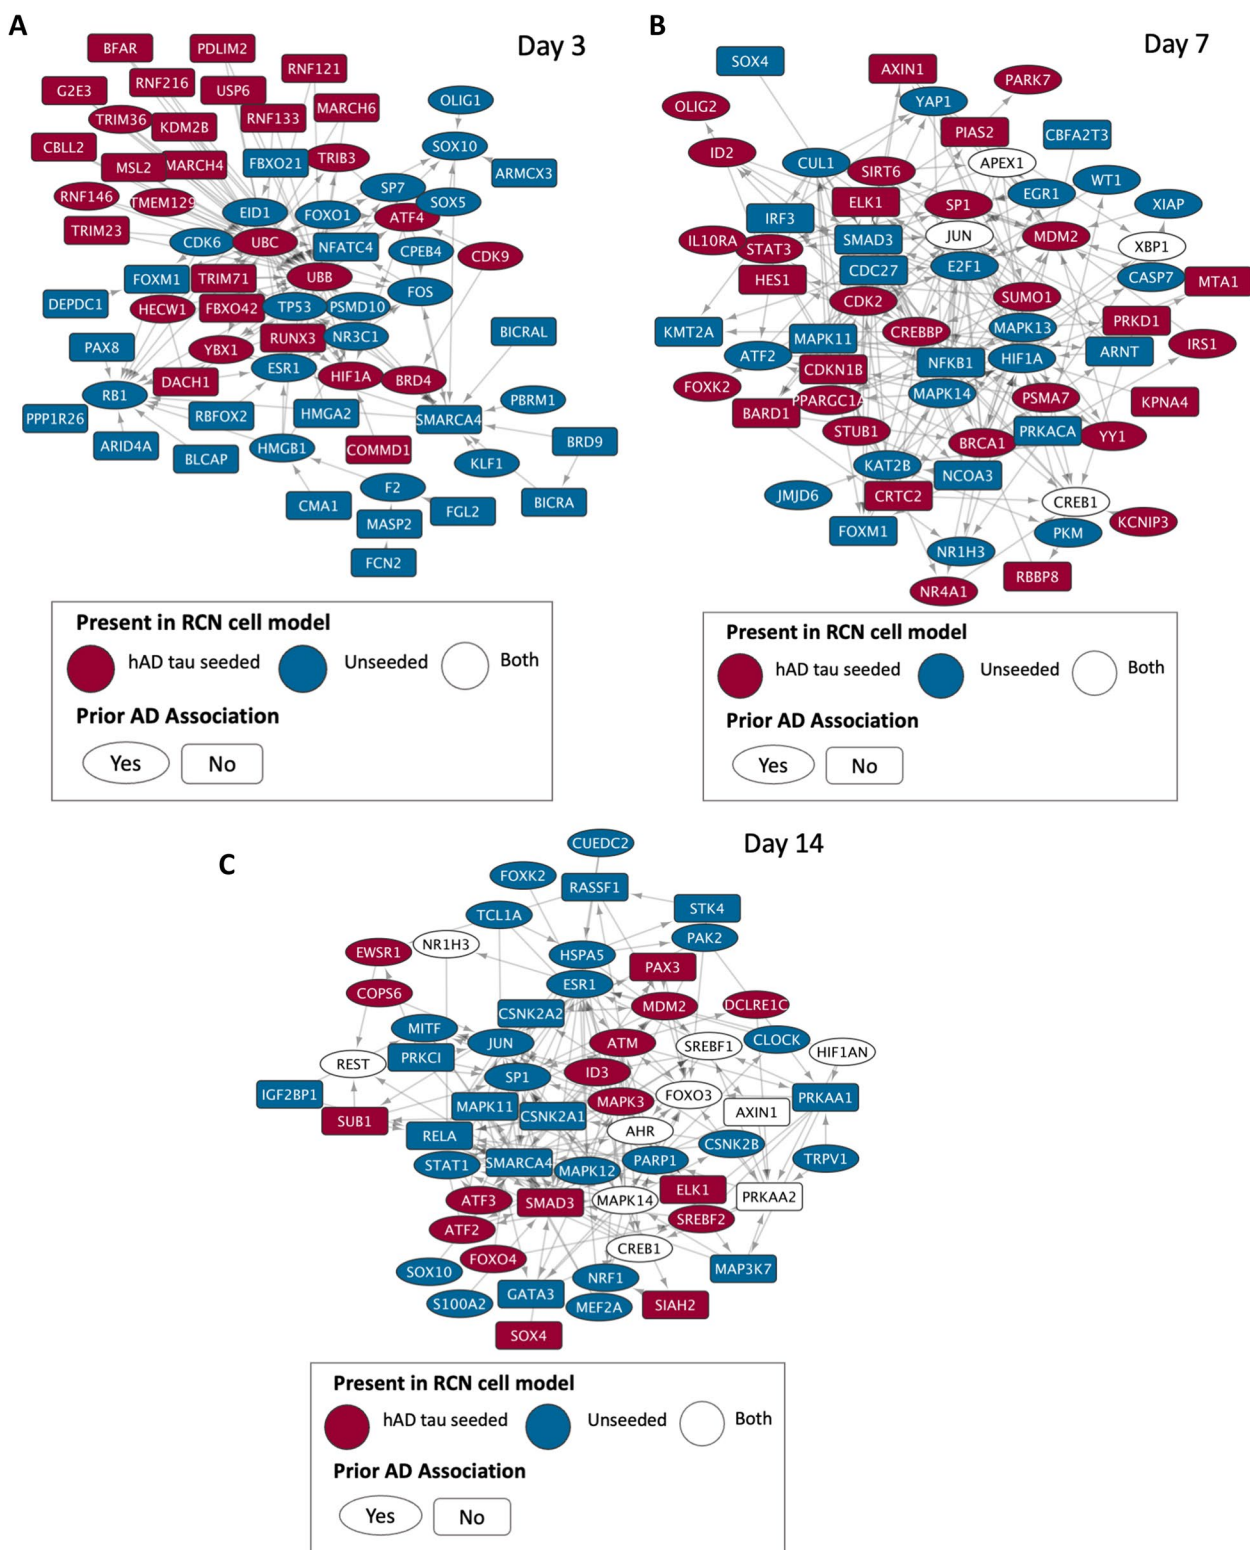 A
Day 3
BFAR
PDLIM2
RNF121
G2E3
RNF216
USP6
MARCH6
OLIG1
TRIM36
KDM2B
RNF133
CBLL2
MSL2
MARCH4
FBXO21
TRIB3
SOX10
ARMCX3
RNF146
TMEM129
SP7
SOX5
EID1
FOXO1
ATF4
TRIM23
CDK6
UBC
NFATC4
CPEB4
CDK9
FOXM1
TRIM71
UBB
FOS
DEPDC1
HECW1
FBXO42
TP53
PSMD10
BICRAL
PAX8
YBX1
RUNX3
NR3C1
ESR1
HIF1A
BRD4
RB1
DACH1
PBRM1
PPP1R26
RBFOX2
HMGA2
SMARCA4
ARID4A
BLCAP
HMGB1
COMMD1
KLF1
BRD9
F2
CMA1
MASP2
FGL2
BICRA
FCN2
Present in RCN cell model
hAD tau seeded
Unseeded
Both
Prior AD Association
Yes
No
B
Day 7
SOX4
AXIN1
PARK7
OLIG2
YAP1
PIAS2
CBFA2T3
ID2
CUL1
SIRT6
APEX1
WT1
IRF3
ELK1
SP1
EGR1
XIAP
IL10RA
STAT3
SMAD3
JUN
MDM2
XBP1
HES1
CDC27
E2F1
CASP7
MTA1
CDK2
SUMO1
KMT2A
MAPK11
CREBBP
MAPK13
PRKD1
IRS1
ATF2
CDKN1B
NFKB1
HIF1A
ARNT
FOXK2
PPARGC1A
MAPK14
PSMA7
KPNA4
BARD1
STUB1
BRCA1
PRKACA
YY1
KAT2B
NCOA3
JMJD6
CRTC2
CREB1
KCNIP3
FOXM1
NR1H3
PKM
NR4A1
RBBP8
Present in RCN cell model
hAD tau seeded
Unseeded
Both
Prior AD Association
Yes
No
C
Day 14
CUEDC2
FOXK2
RASSF1
TCL1A
STK4
EWSR1
NR1H3
HSPA5
PAK2
COPS6
ESR1
PAX3
MITF
CSNK2A2
MDM2
DCLRE1C
REST
PRKCI
JUN
ATM
SREBF1
CLOCK
HIF1AN
IGF2BP1
SP1
ID3
SUB1
MAPK11
CSNK2A1
MAPK3
FOXO3
AXIN1
PRKAA1
RELA
AHR
CSNK2B
STAT1
SMARCA4
MAPK12
PARP1
TRPV1
ATF3
SMAD3
MAPK14
ELK1
PRKAA2
ATF2
SREBF2
FOXO4
CREB1
SOX10
NRF1
MAP3K7
S100A2
GATA3
MEF2A
SIAH2
SOX4
Present in RCN cell model
hAD tau seeded
Unseeded
Both
Prior AD Association
Yes
No